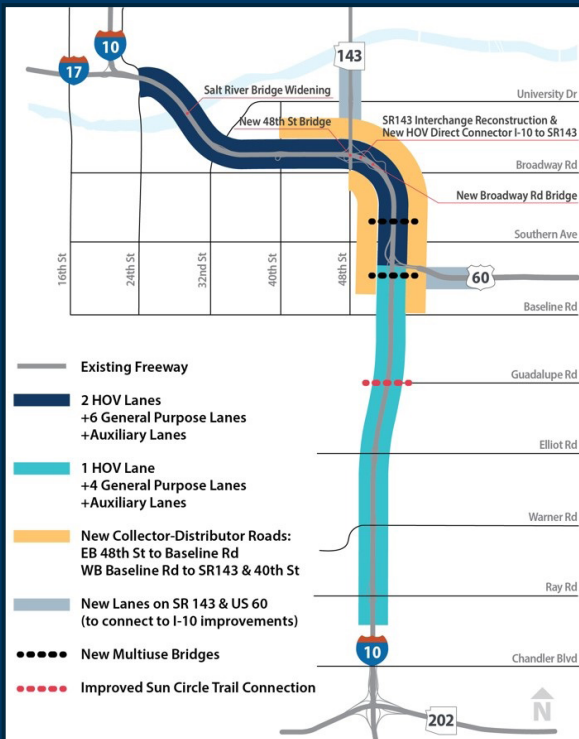 10
17
143
Salt River Bridge Widening
University Dr
New 48th St Bridge
SR143 Interchange Reconstruction &
New HOV Direct Connector I-10 to SR143
Broadway Rd
New Broadway Rd Bridge
Southern Ave
16th St
24th St
32nd St
40th St
48th St
60
Baseline Rd
Existing Freeway
Guadalupe Rd
2 HOV Lanes
+6 General Purpose Lanes
+Auxiliary Lanes
Elliot Rd
1 HOV Lane
+4 General Purpose Lanes
+Auxiliary Lanes
Warner Rd
New Collector-Distributor Roads:
EB 48th St to Baseline Rd
WB Baseline Rd to SR143 & 40th St
Ray Rd
New Lanes on SR 143 & US 60
(to connect to I-10 improvements)
10
New Multiuse Bridges
Chandler Blvd
Improved Sun Circle Trail Connection
202
N